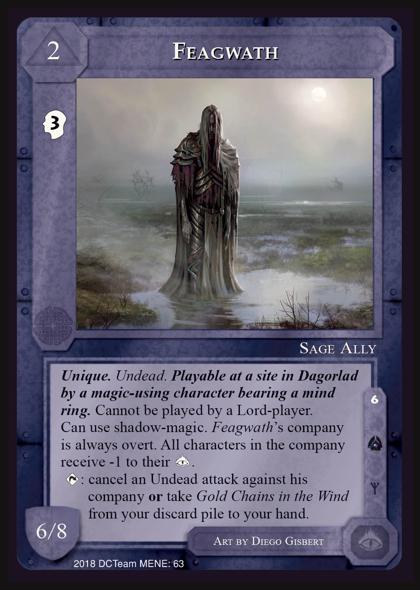 2
FEAGWATH
3
SAGE ALLY
Unique. Undead. Playable at a site in Dagorlad
by a magic-using character bearing a mind
ring. Cannot be played by a Lord-player.
Can use shadow-magic. Feagwath's company
is always overt. All characters in the company
receive -1 to their .
: cancel an Undead attack against his
company or take Gold Chains in the Wind
from your discard pile to your hand.
6
6/8
ART BY DIEGO GISBERT
2018 DCTeam MENE: 63